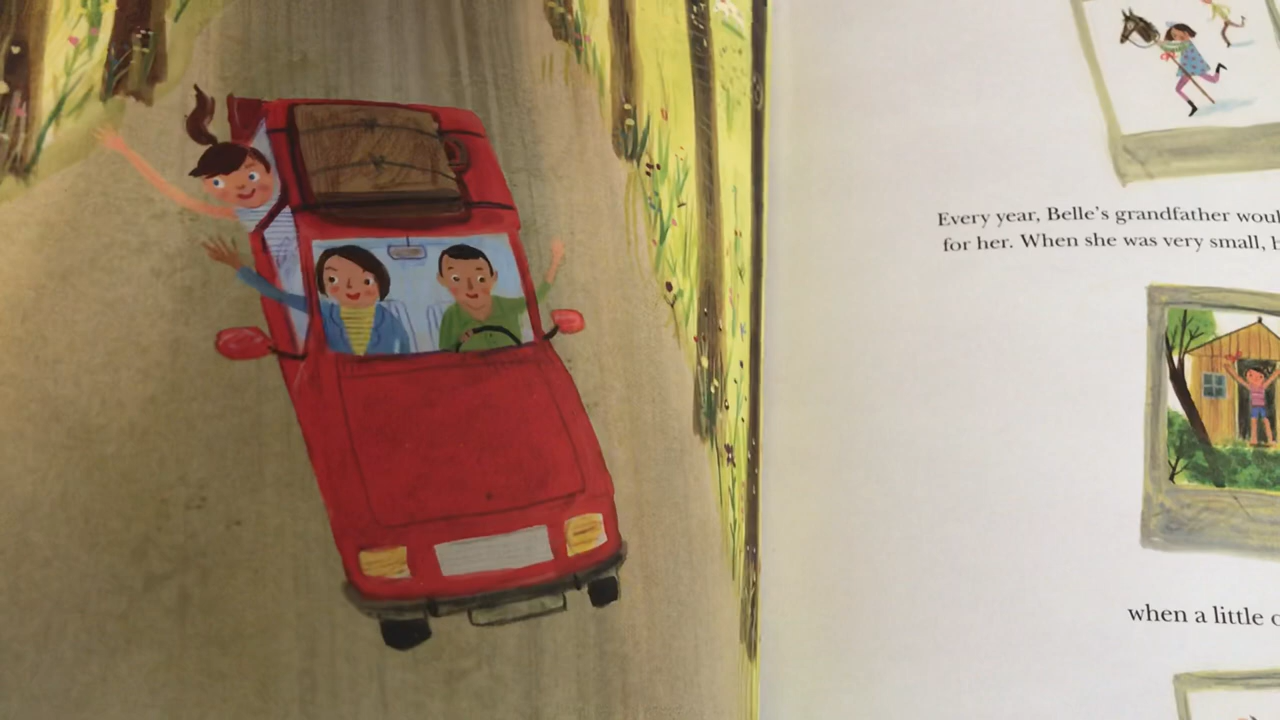 Every year, Belle's grandfather
for her. When she was very small,
when a little